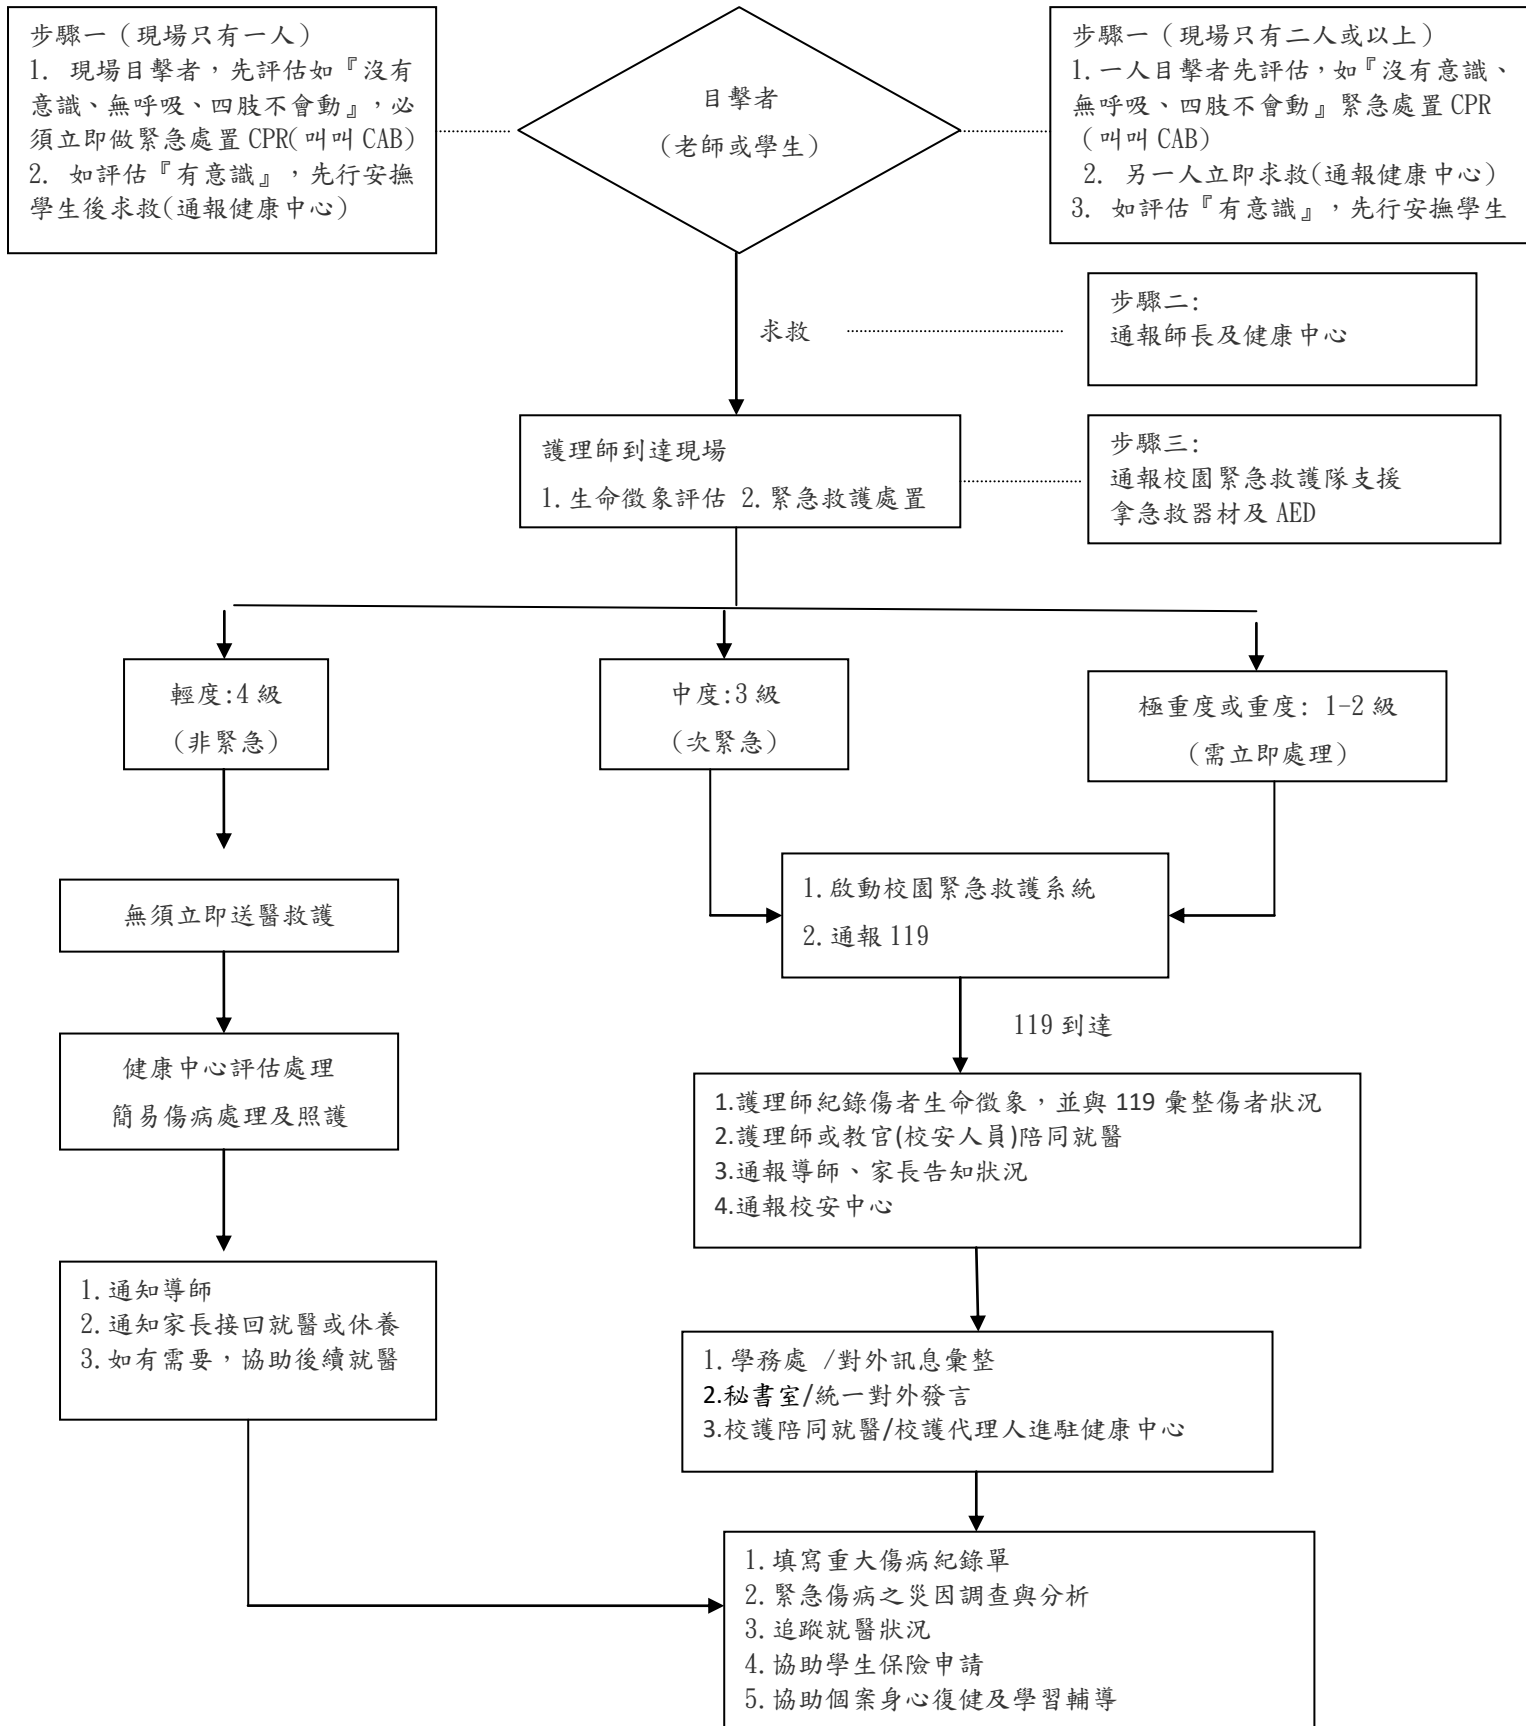 步驟一（現場只有一人）
1. 現場目擊者，先評估如『沒有
意識、無呼吸、四肢不會動』，必
須立即做緊急處置 CPR(叫叫 CAB)
2. 如評估『有意識』，先行安撫
學生後求救(通報健康中心)
目擊者
(老師或學生)
步驟一（現場只有二人或以上）
1.一人目擊者先評估，如『沒有意識、
無呼吸、四肢不會動』緊急處置 CPR
(叫叫 CAB)
2. 另一人立即求救(通報健康中心)
3. 如評估『有意識』，先行安撫學生
求救
步驟二:
通報師長及健康中心
護理師到達現場
1.生命徵象評估 2.緊急救護處置
步驟三:
通報校園緊急救護隊支援
拿急救器材及 AED
輕度:4 級
(非緊急)
中度:3 級
(次緊急)
極重度或重度: 1-2 級
(需立即處理)
無須立即送醫救護
1.啟動校園緊急救護系統
2.通報 119
119 到達
健康中心評估處理
簡易傷病處理及照護
1.護理師紀錄傷者生命徵象，並與 119 彙整傷者狀況
2.護理師或教官(校安人員)陪同就醫
3.通報導師、家長告知狀況
4.通報校安中心
1.通知導師
2.通知家長接回就醫或休養
3.如有需要，協助後續就醫
1.學務處 /對外訊息彙整
2.秘書室/統一對外發言
3.校護陪同就醫/校護代理人進駐健康中心
1.填寫重大傷病紀錄單
2.緊急傷病之災因調查與分析
3.追蹤就醫狀況
4.協助學生保險申請
5.協助個案身心復健及學習輔導